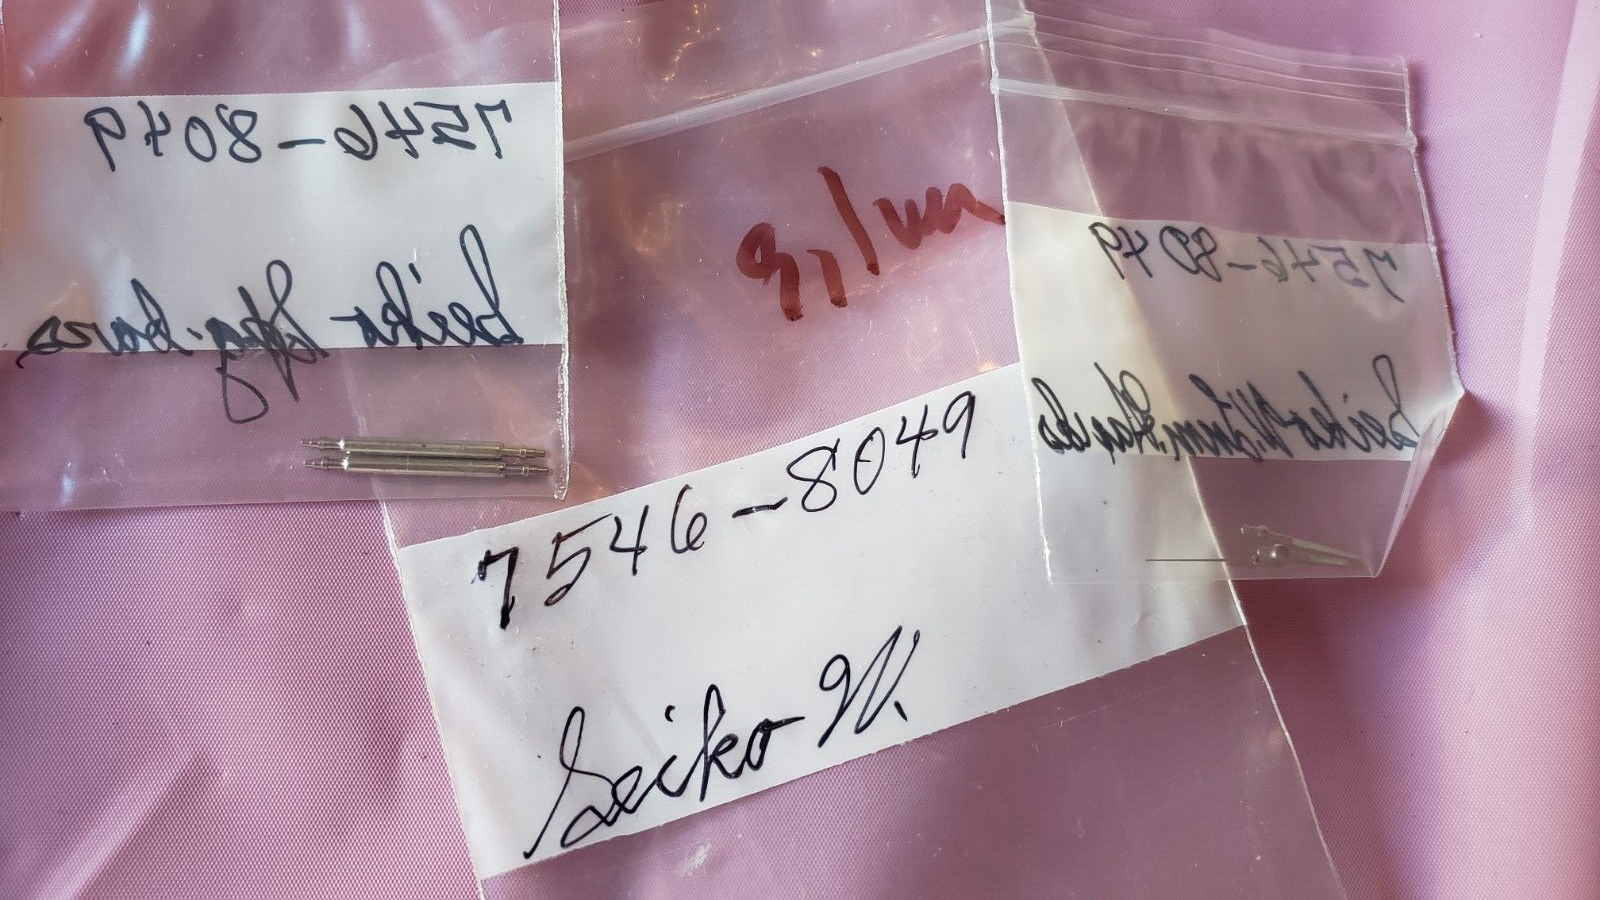 7546-8049
Seiko Spg. bars
7546-8049
Seiko W.
7546-8049
Seiko W. Hands